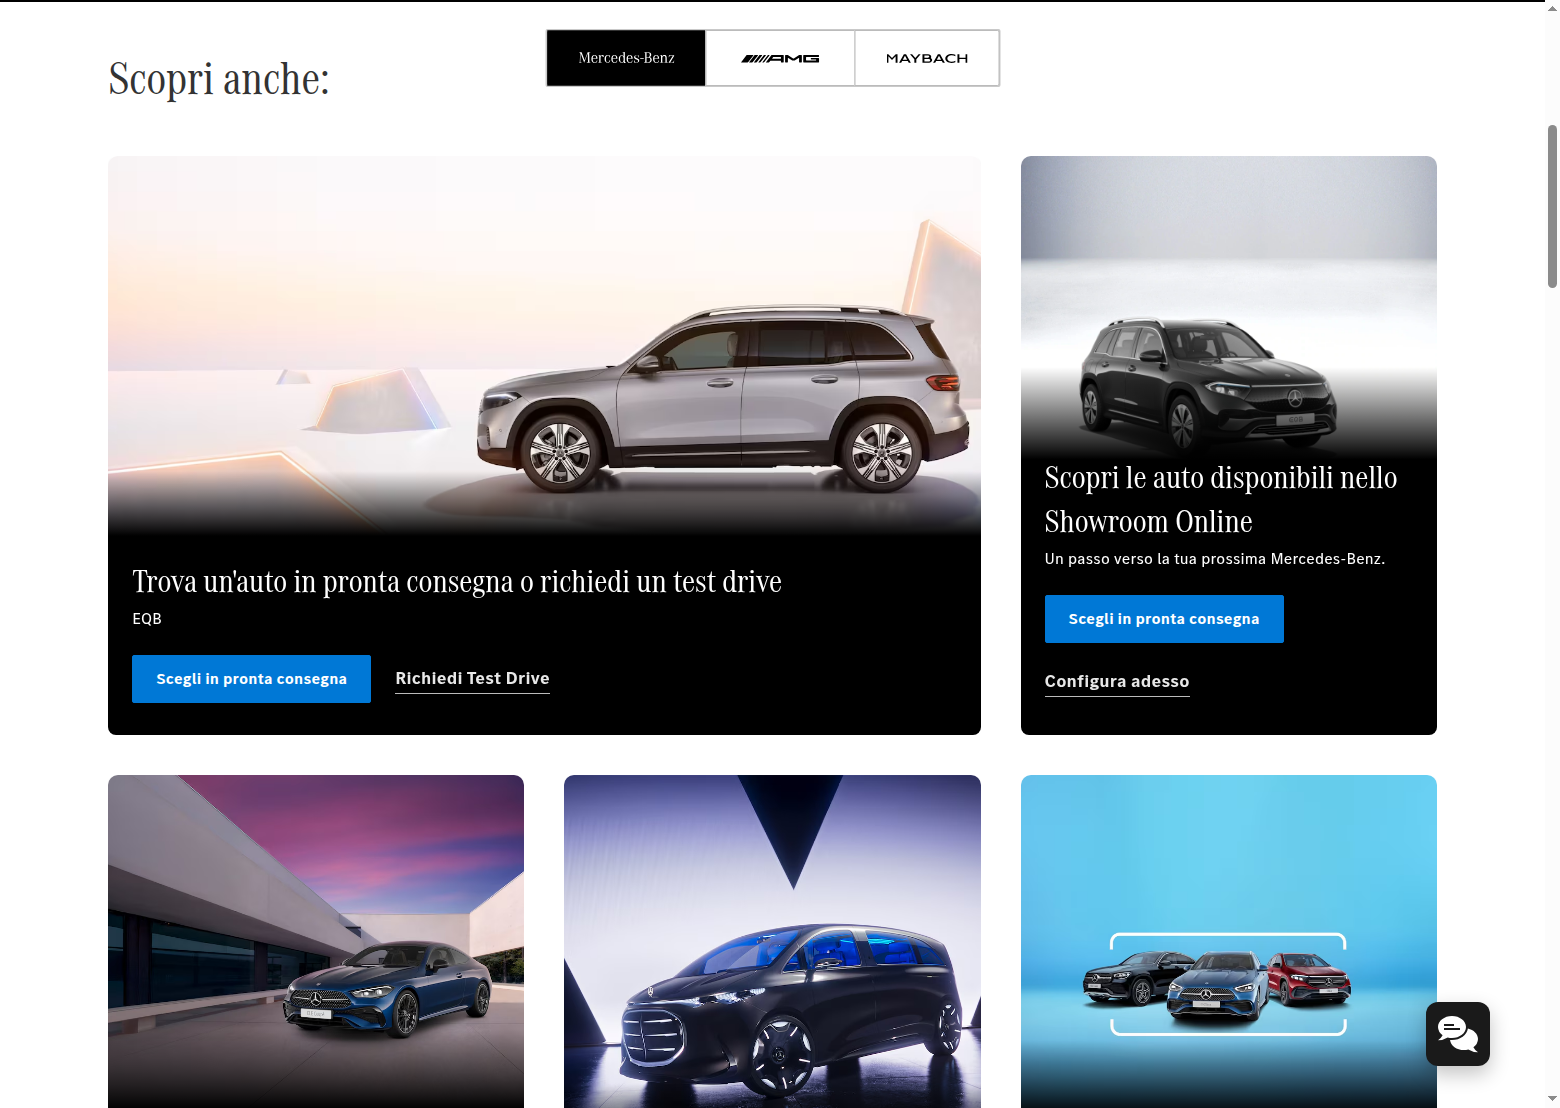 Mercedes-Benz
AMG
MAYBACH
Scopri anche:
EQB
Scopri le auto disponibili nello
Showroom Online
Un passo verso la tua prossima Mercedes-Benz.
Scegli in pronta consegna
Configura adesso
Trova un'auto in pronta consegna o richiedi un test drive
EQB
Scegli in pronta consegna
Richiedi Test Drive